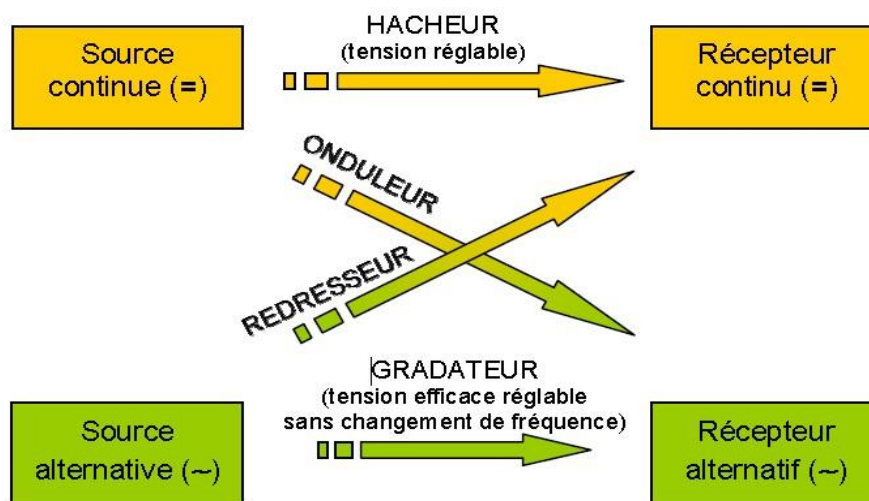 HACHEUR
(tension réglable)
Source
continue (=)
Récepteur
continu (=)
ONDULEUR
REDRESSEUR
GRADATEUR
(tension efficace réglable
sans changement de fréquence)
Source
alternative (~)
Récepteur
alternatif (~)